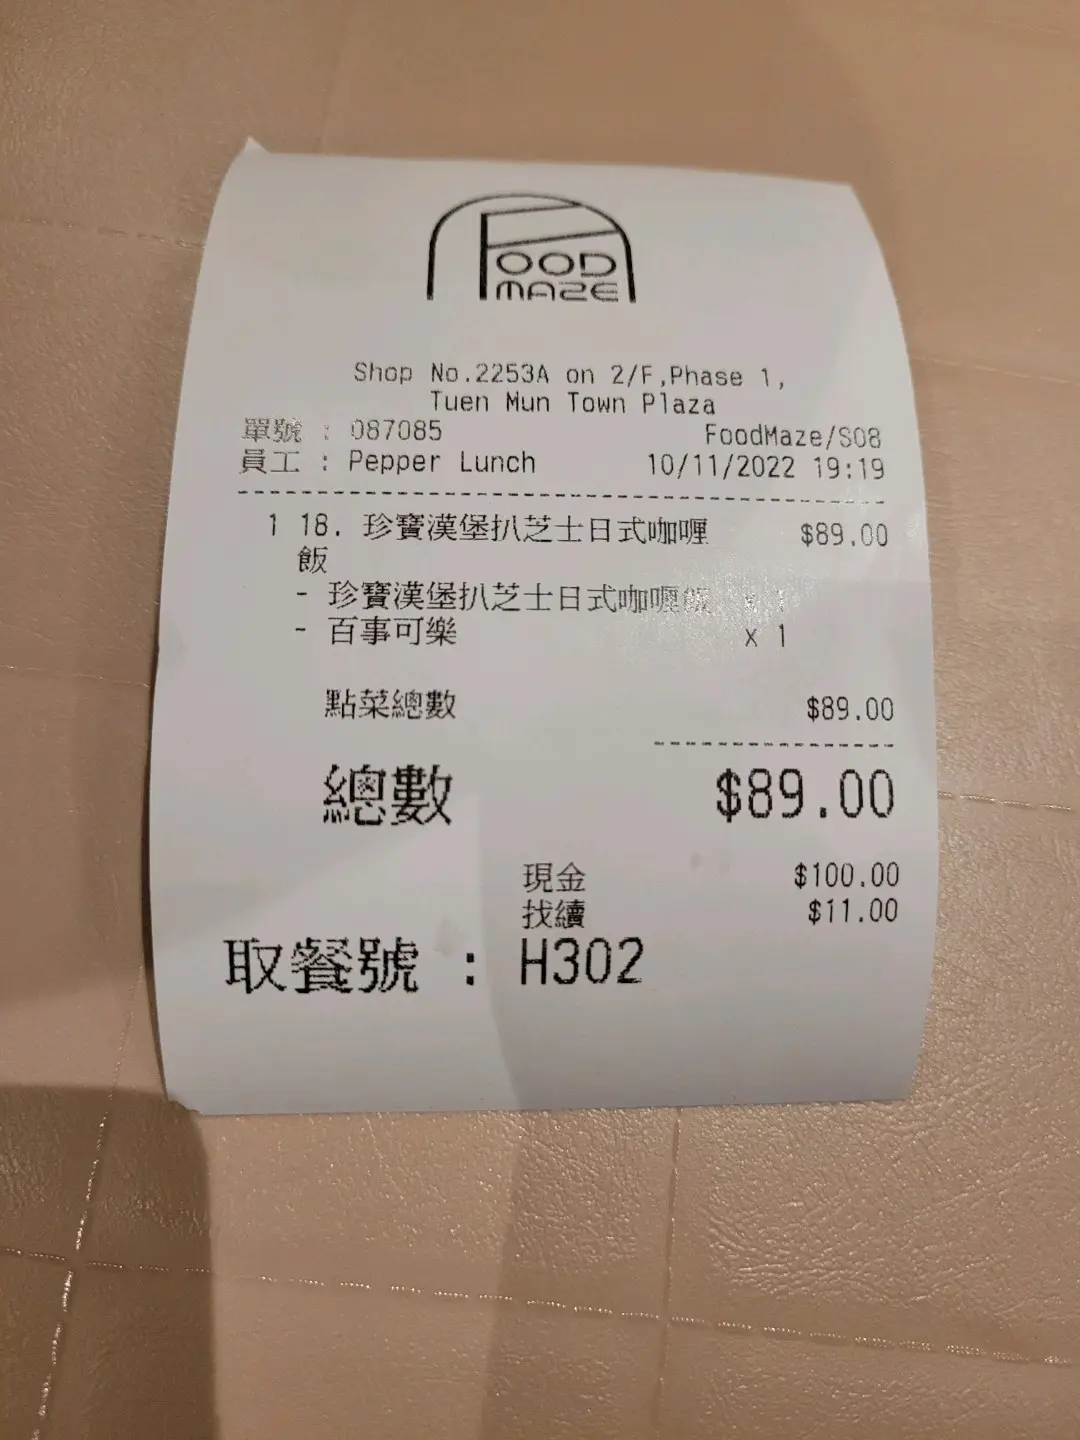 FOOD
MAZE
Shop No.2253A on 2/F,Phase 1,
Tuen Mun Town Plaza
單號 : 087085 FoodMaze/S08
員工 : Pepper Lunch 10/11/2022 19:19
1 18. 珍寶漢堡扒芝士日式咖喱 $89.00
飯
- 珍寶漢堡扒芝士日式咖喱飯 x 1
- 百事可樂 x 1
點菜總數 $89.00
總數 $89.00
現金 $100.00
找續 $11.00
取餐號 : H302